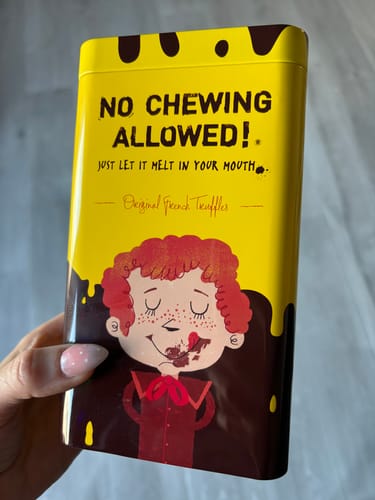 NO CHEWING
ALLOWED!
JUST LET IT MELT IN YOUR MOUTH...
Original French Truffles